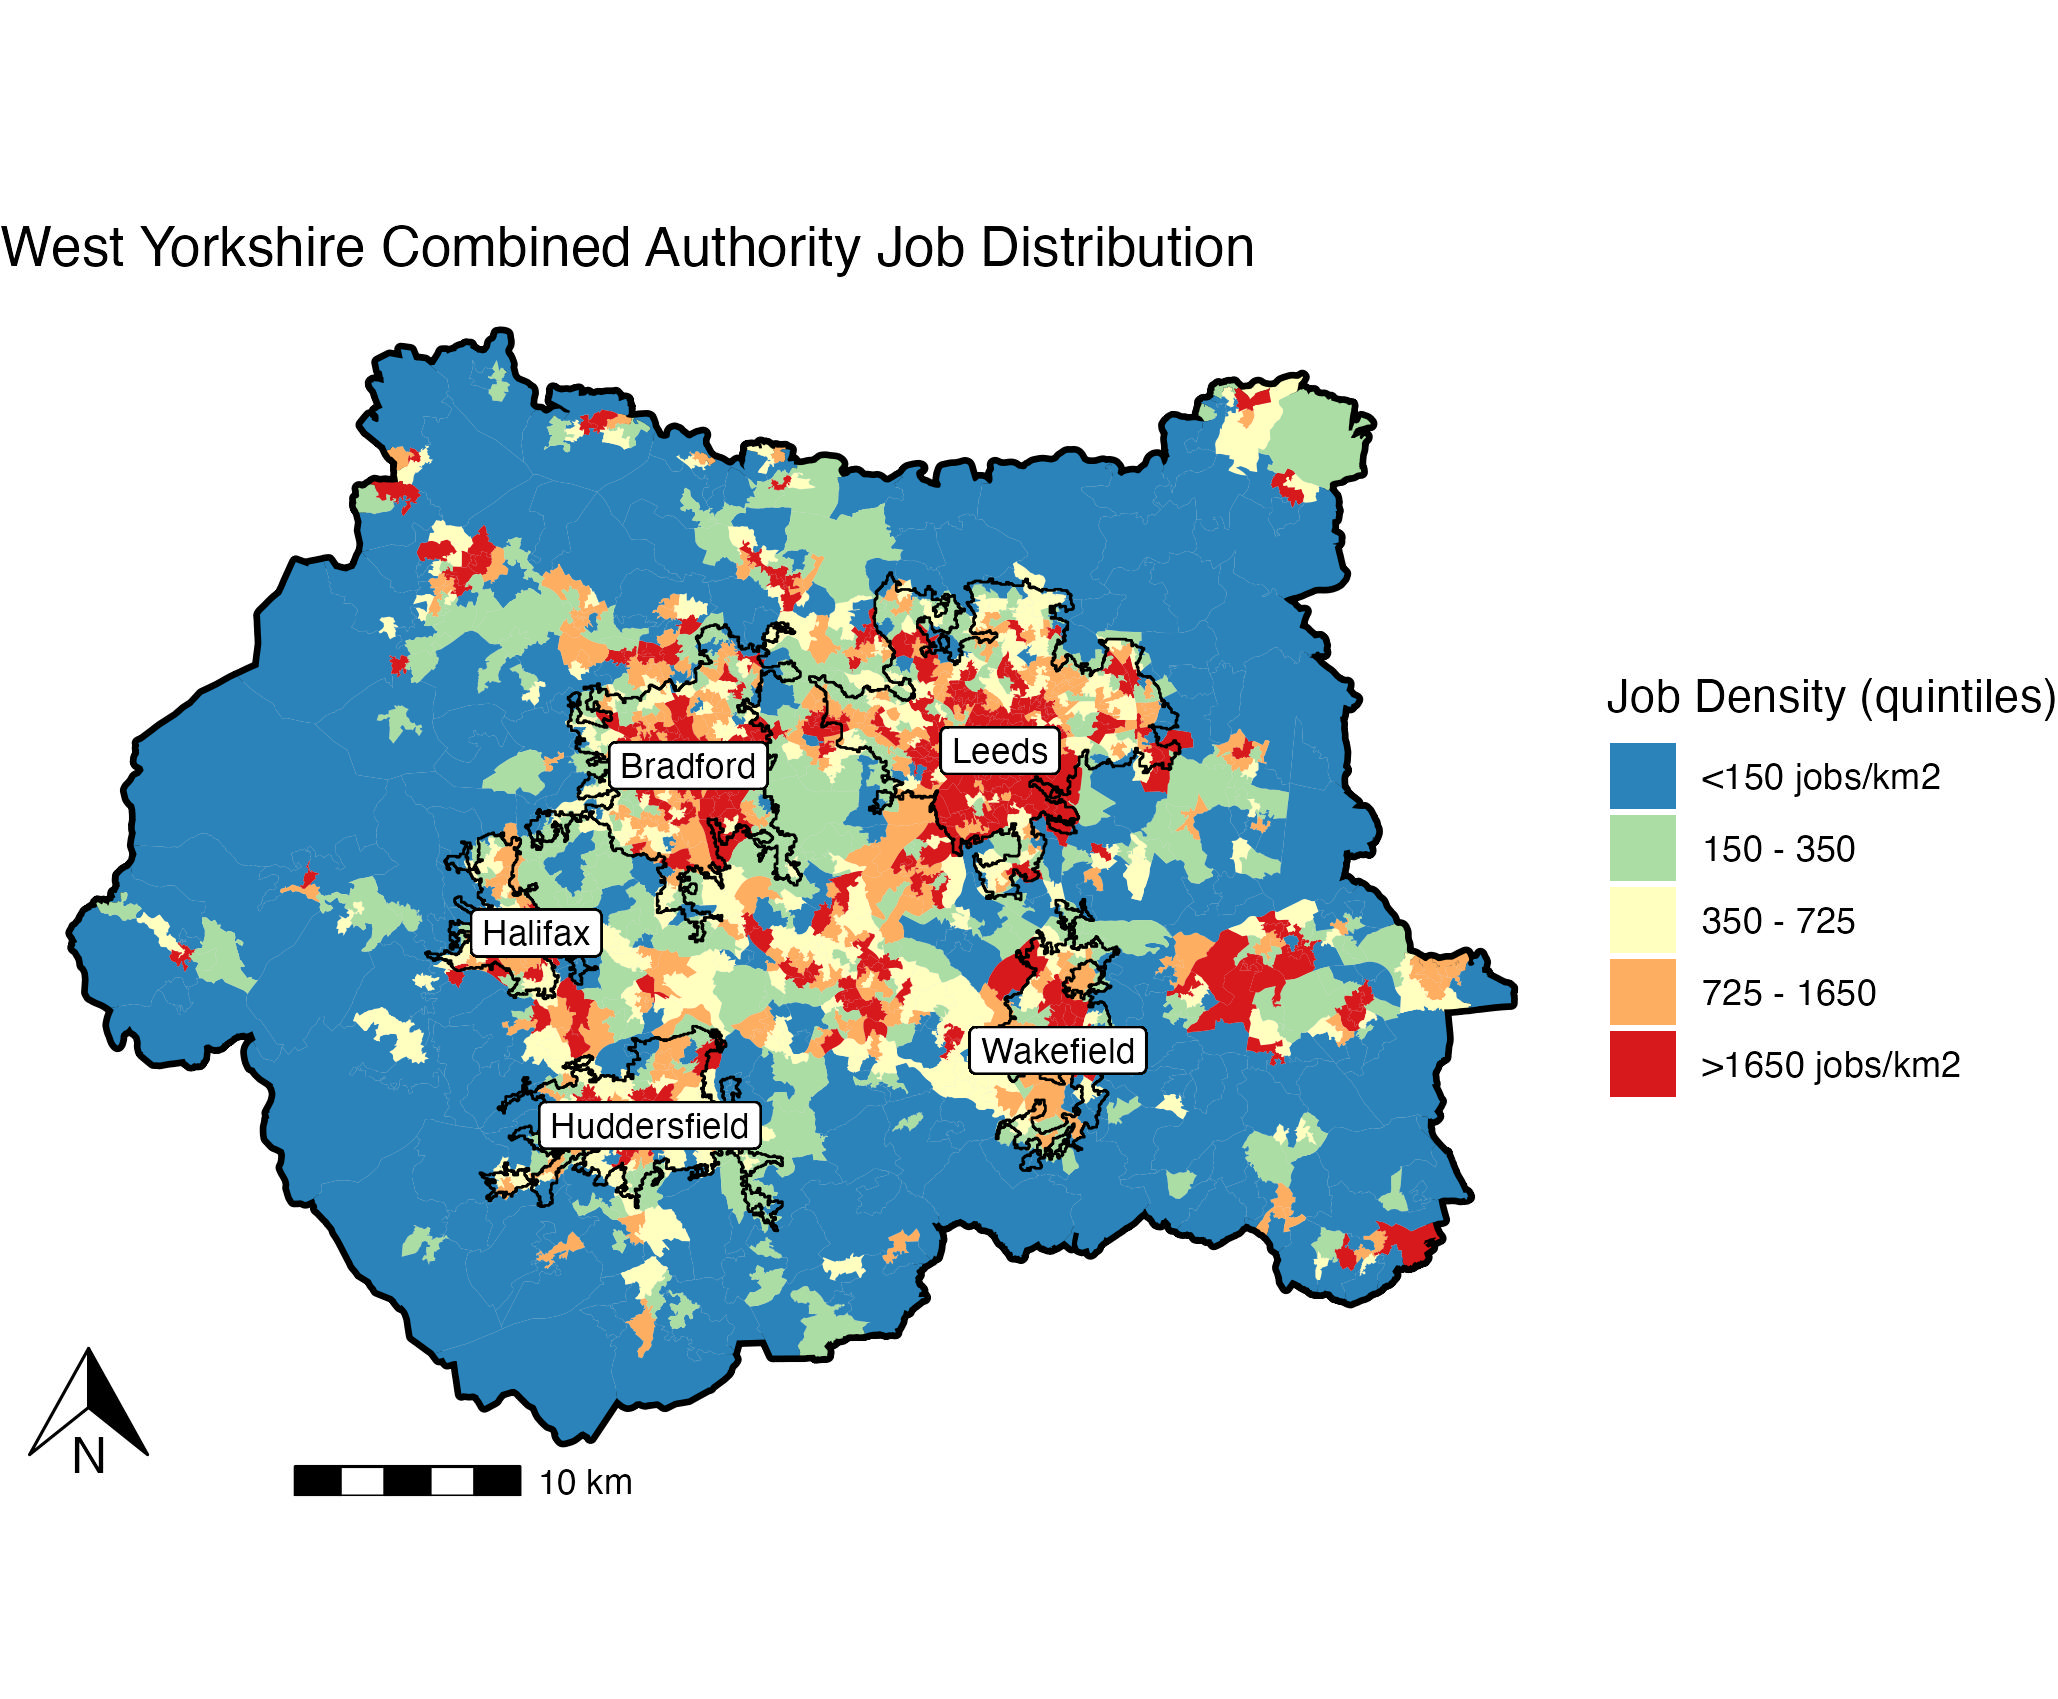 West Yorkshire Combined Authority Job Distribution
Bradford
Leeds
Halifax
Wakefield
Huddersfield
Job Density (quintiles)
<150 jobs/km2
150 - 350
350 - 725
725 - 1650
>1650 jobs/km2
N
10 km